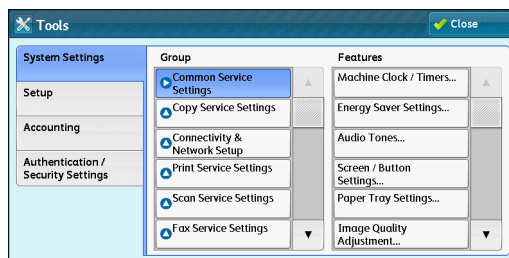 Tools
Close
System Settings
Setup
Accounting
Authentication /
Security Settings
Group
Common Service
Settings
Copy Service Settings
Connectivity &
Network Setup
Print Service Settings
Scan Service Settings
Fax Service Settings
Features
Machine Clock / Timers...
Energy Saver Settings...
Audio Tones...
Screen / Button
Settings...
Paper Tray Settings...
Image Quality
Adjustment...